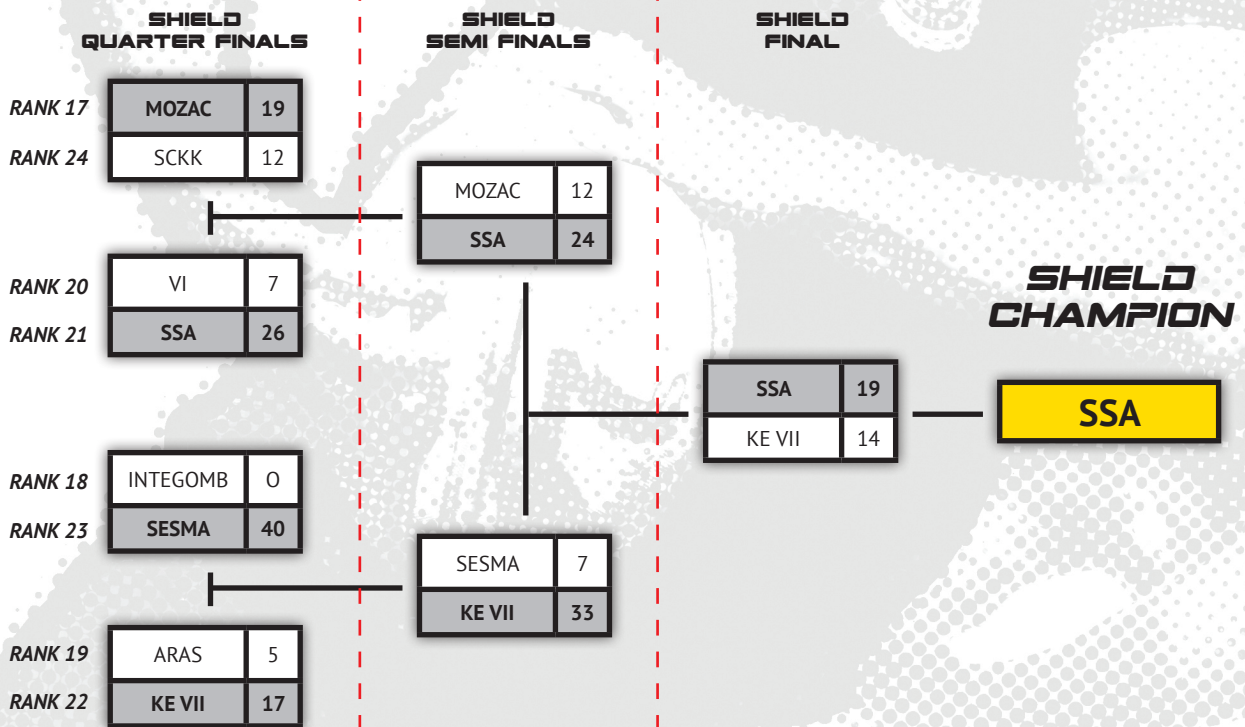 SHIELD
QUARTER FINALS
SHIELD
SEMI FINALS
SHIELD
FINAL
RANK 17 MOZAC 19
RANK 24 SCKK 12
MOZAC 12
SSA 24
RANK 20 VI 7
RANK 21 SSA 26
SHIELD
CHAMPION
SSA 19
KE VII 14
SSA
RANK 18 INTEGOMB O
RANK 23 SESMA 40
SESMA 7
KE VII 33
RANK 19 ARAS 5
RANK 22 KE VII 17